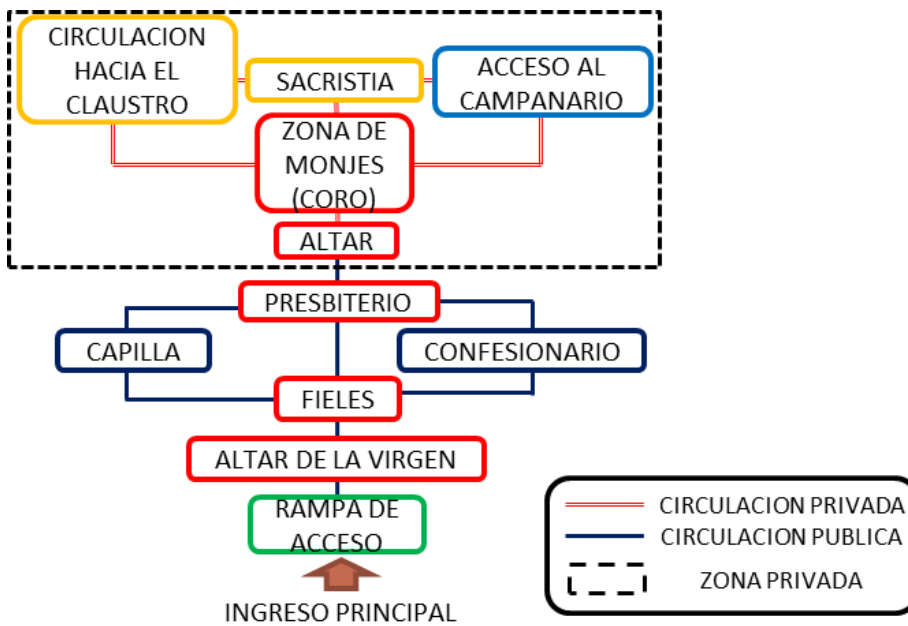 CIRCULACION
HACIA EL
CLAUSTRO
SACRISTIA
ACCESO AL
CAMPANARIO
ZONA DE
MONJES
(CORO)
ALTAR
PRESBITERIO
CAPILLA
CONFESIONARIO
FIELES
ALTAR DE LA VIRGEN
RAMPA DE
ACCESO
INGRESO PRINCIPAL
CIRCULACION PRIVADA
CIRCULACION PUBLICA
ZONA PRIVADA